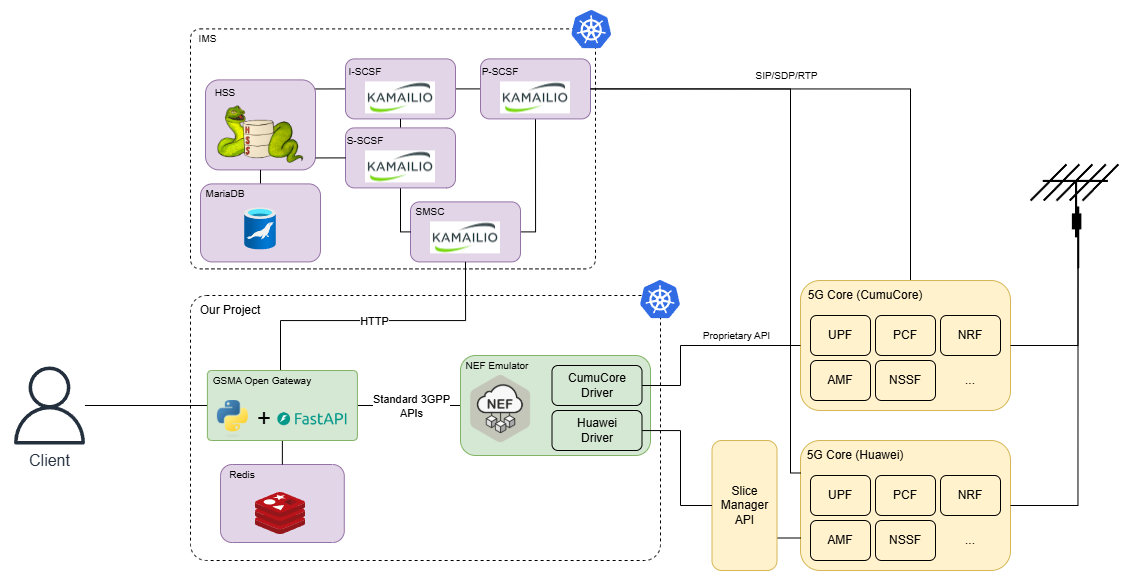 IMS
I-SCSF
KAMAILIO
P-SCSF
KAMAILIO
SIP/SDP/RTP
HSS
H
S
S
S-SCSF
KAMAILIO
MariaDB
SMSC
KAMAILIO
Our Project
HTTP
5G Core (CumuCore)
UPF
PCF
NRF
AMF
NSSF
...
Proprietary API
GSMA Open Gateway
+
FastAPI
Standard 3GPP
APIs
NEF Emulator
NEF
CumuCore
Driver
Huawei
Driver
Client
Redis
Slice
Manager
API
5G Core (Huawei)
UPF
PCF
NRF
AMF
NSSF
...